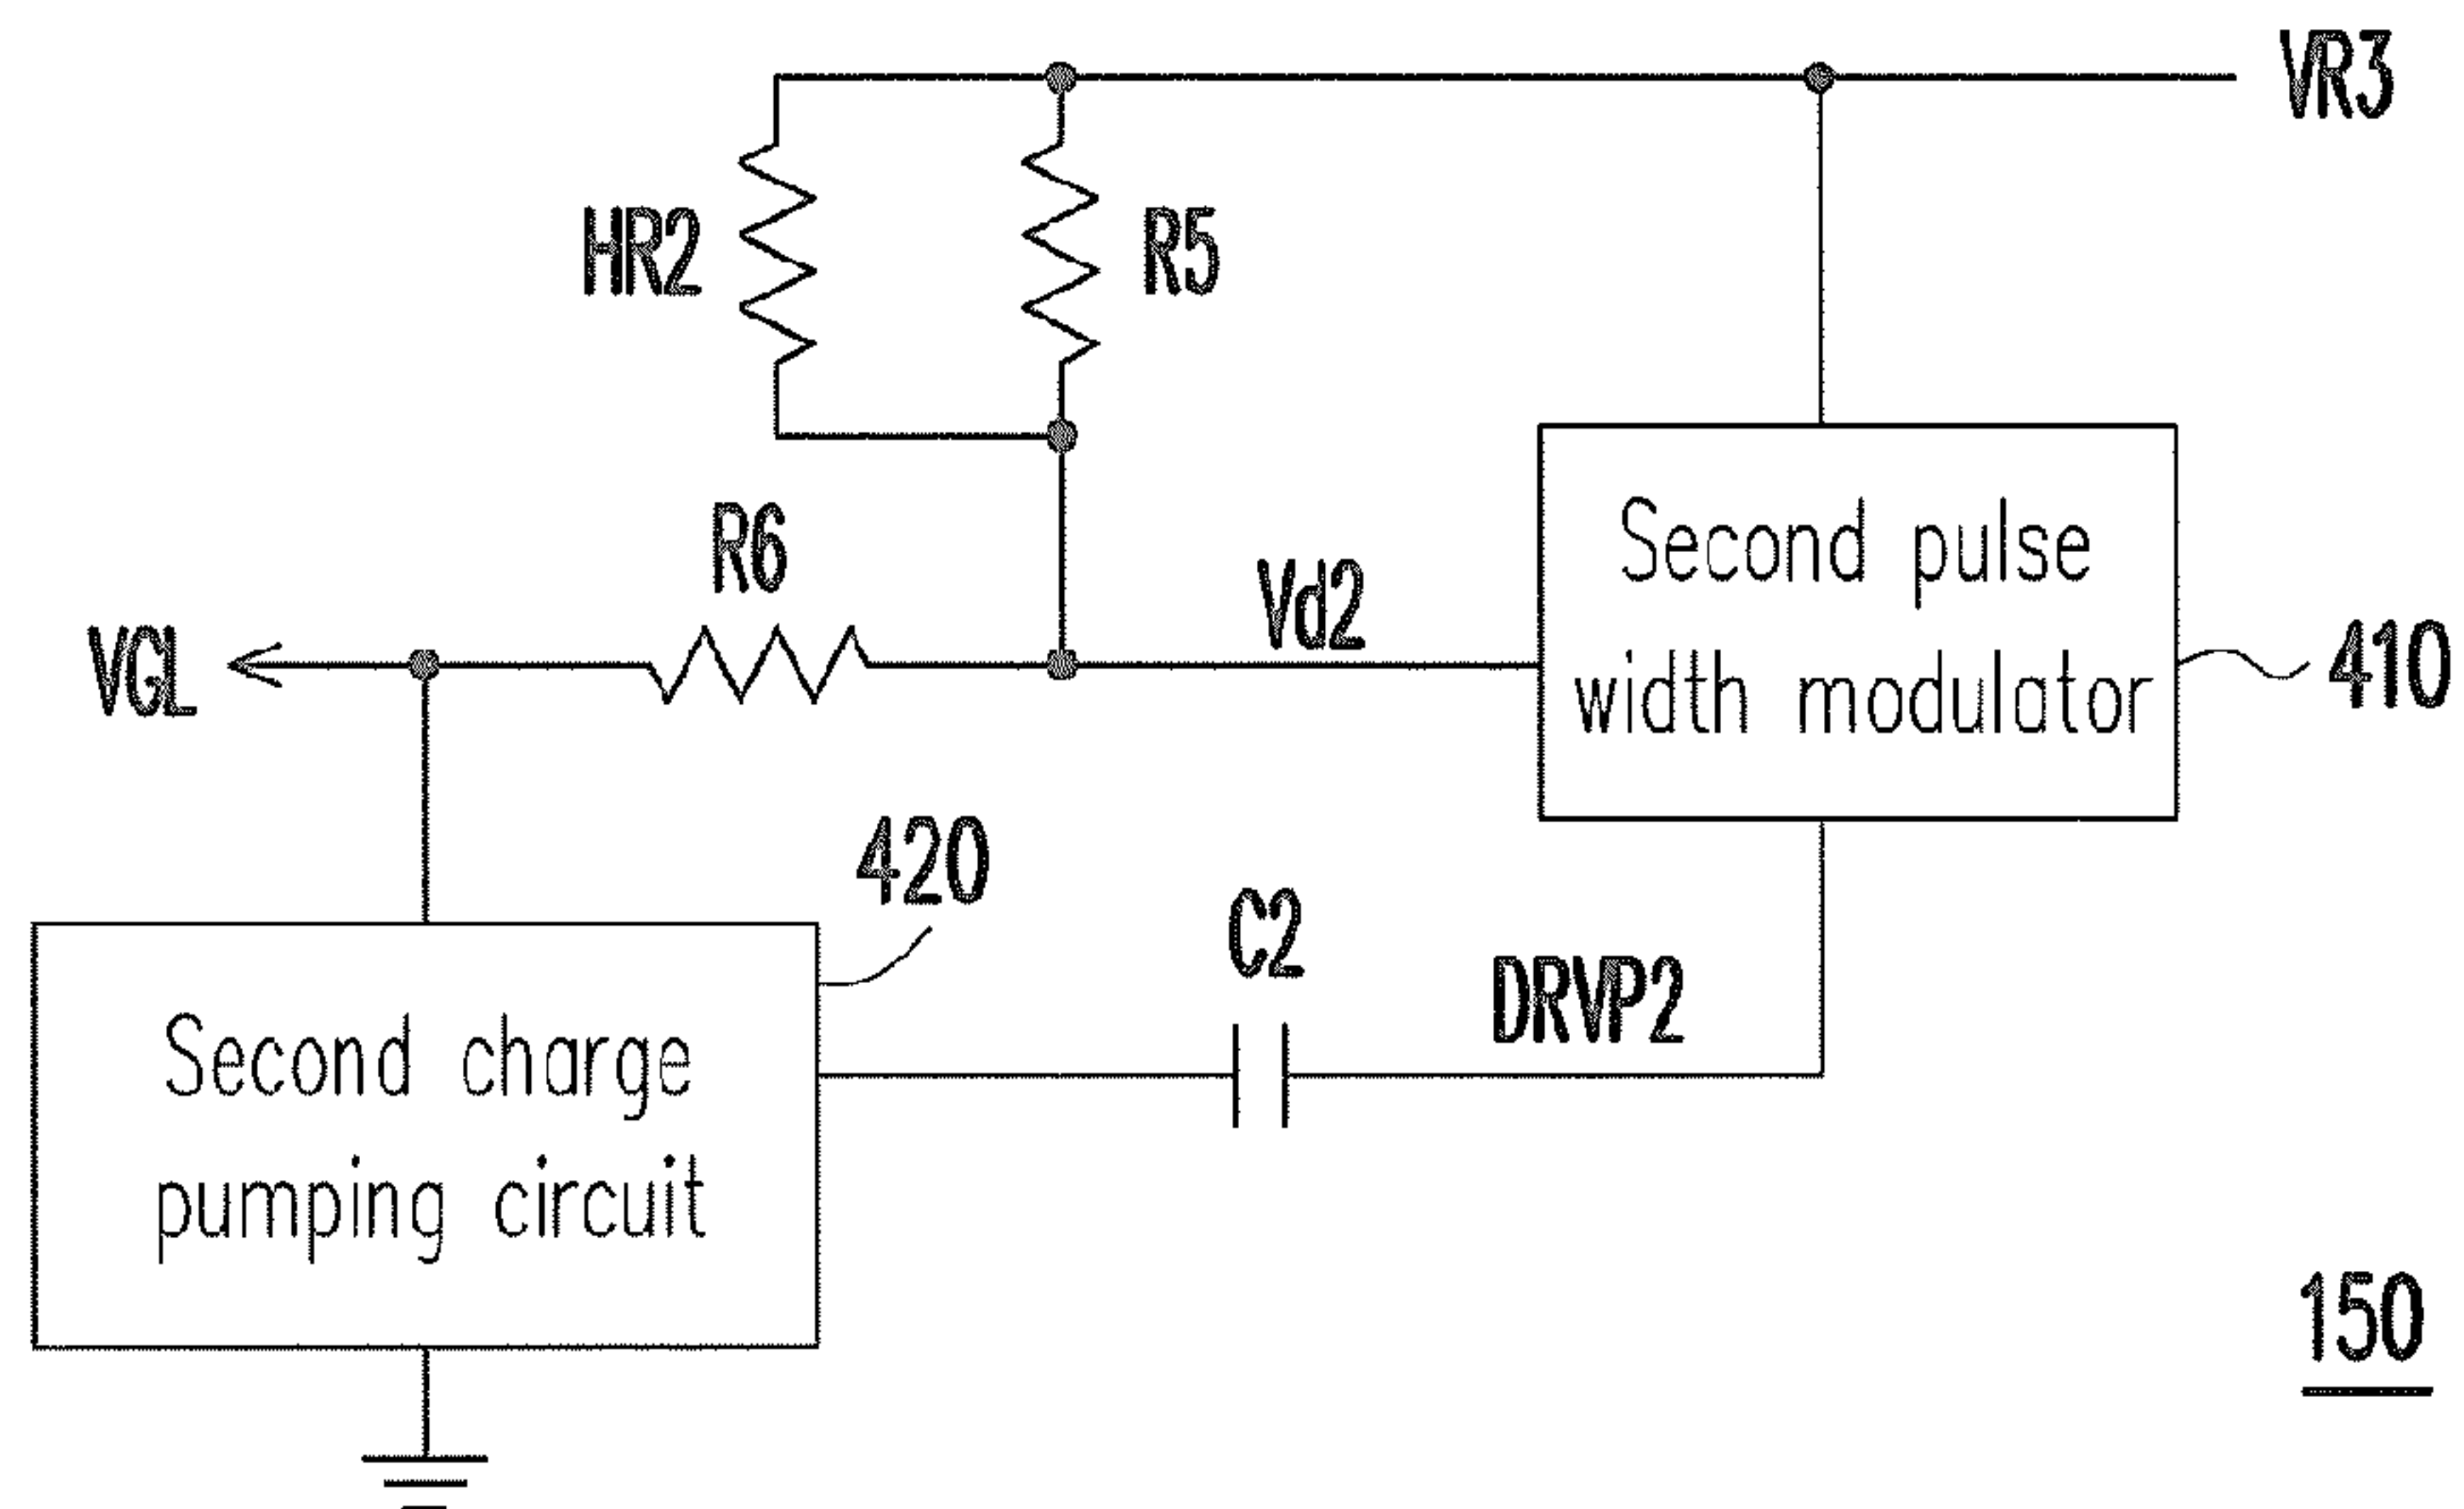 VR3
HR2
R5
R6
Vd2
VGL
Second pulse
width modulator
410
420
C2
DRVP2
Second charge
pumping circuit
150